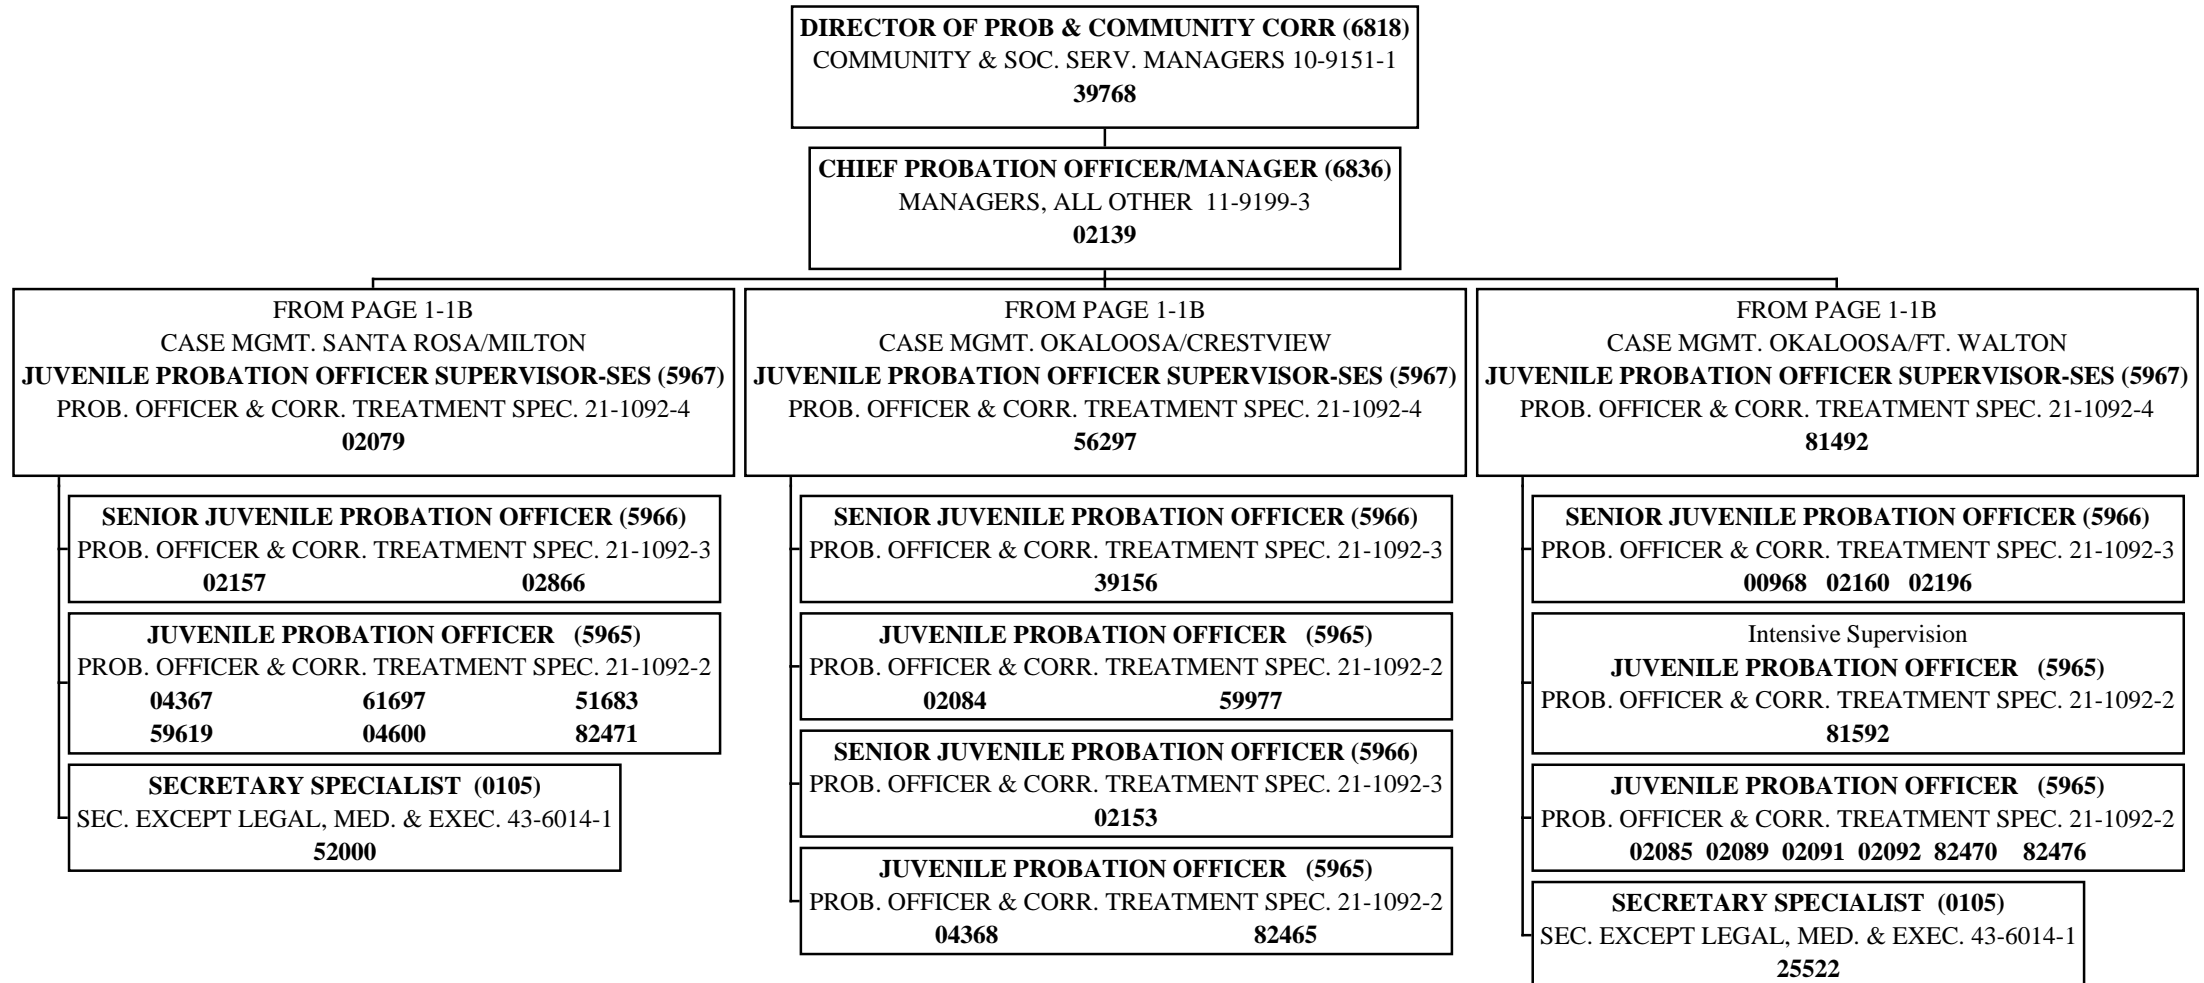 DIRECTOR OF PROB & COMMUNITY CORR (6818)
COMMUNITY & SOC. SERV. MANAGERS 10-9151-1
39768
CHIEF PROBATION OFFICER/MANAGER (6836)
MANAGERS, ALL OTHER 11-9199-3
02139
FROM PAGE 1-1B
CASE MGMT. SANTA ROSA/MILTON
JUVENILE PROBATION OFFICER SUPERVISOR-SES (5967)
PROB. OFFICER & CORR. TREATMENT SPEC. 21-1092-4
02079
SENIOR JUVENILE PROBATION OFFICER (5966)
PROB. OFFICER & CORR. TREATMENT SPEC. 21-1092-3
02157 02866
JUVENILE PROBATION OFFICER (5965)
PROB. OFFICER & CORR. TREATMENT SPEC. 21-1092-2
04367 61697 51683
59619 04600 82471
SECRETARY SPECIALIST (0105)
SEC. EXCEPT LEGAL, MED. & EXEC. 43-6014-1
52000
FROM PAGE 1-1B
CASE MGMT. OKALOOSA/CRESTVIEW
JUVENILE PROBATION OFFICER SUPERVISOR-SES (5967)
PROB. OFFICER & CORR. TREATMENT SPEC. 21-1092-4
56297
SENIOR JUVENILE PROBATION OFFICER (5966)
PROB. OFFICER & CORR. TREATMENT SPEC. 21-1092-3
39156
JUVENILE PROBATION OFFICER (5965)
PROB. OFFICER & CORR. TREATMENT SPEC. 21-1092-2
02084 59977
SENIOR JUVENILE PROBATION OFFICER (5966)
PROB. OFFICER & CORR. TREATMENT SPEC. 21-1092-3
02153
JUVENILE PROBATION OFFICER (5965)
PROB. OFFICER & CORR. TREATMENT SPEC. 21-1092-2
04368 82465
FROM PAGE 1-1B
CASE MGMT. OKALOOSA/FT. WALTON
JUVENILE PROBATION OFFICER SUPERVISOR-SES (5967)
PROB. OFFICER & CORR. TREATMENT SPEC. 21-1092-4
81492
SENIOR JUVENILE PROBATION OFFICER (5966)
PROB. OFFICER & CORR. TREATMENT SPEC. 21-1092-3
00968 02160 02196
Intensive Supervision
JUVENILE PROBATION OFFICER (5965)
PROB. OFFICER & CORR. TREATMENT SPEC. 21-1092-2
81592
JUVENILE PROBATION OFFICER (5965)
PROB. OFFICER & CORR. TREATMENT SPEC. 21-1092-2
02085 02089 02091 02092 82470 82476
SECRETARY SPECIALIST (0105)
SEC. EXCEPT LEGAL, MED. & EXEC. 43-6014-1
25522